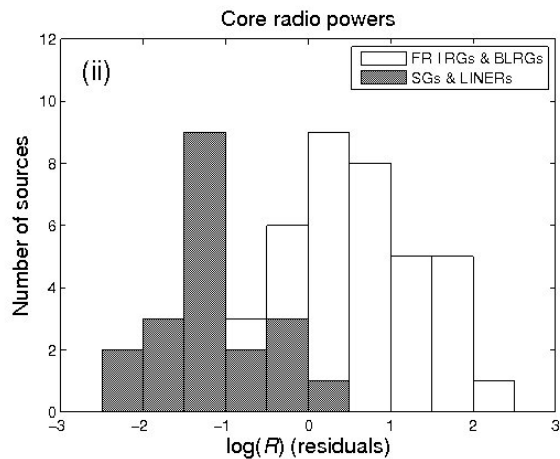 Core radio powers
12
10
8
6
4
2
0
Number of sources
(ii)
FR I RGs & BLRGs
SGs & LINERs
−3
−2
−1
0
1
2
3
log(R) (residuals)